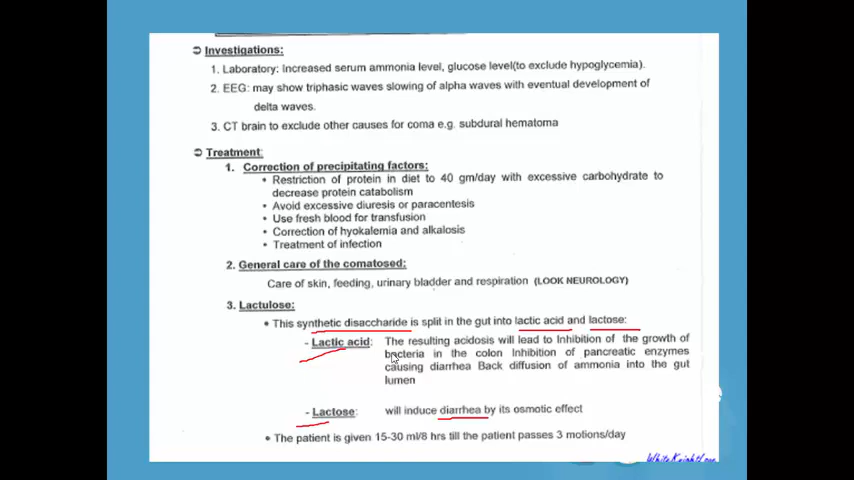 ➲ Investigations:
1. Laboratory: Increased serum ammonia level, glucose level(to exclude hypoglycemia).
2. EEG: may show triphasic waves slowing of alpha waves with eventual development of
delta waves.
3. CT brain to exclude other causes for coma e.g. subdural hematoma
➲ Treatment:
1. Correction of precipitating factors:
• Restriction of protein in diet to 40 gm/day with excessive carbohydrate to
decrease protein catabolism
• Avoid excessive diuresis or paracentesis
• Use fresh blood for transfusion
• Correction of hyokalemia and alkalosis
• Treatment of infection
2. General care of the comatosed:
Care of skin, feeding, urinary bladder and respiration (LOOK NEUROLOGY)
3. Lactulose:
• This synthetic disaccharide is split in the gut into lactic acid and lactose:
- Lactic acid: The resulting acidosis will lead to Inhibition of the growth of
bacteria in the colon Inhibition of pancreatic enzymes
causing diarrhea Back diffusion of ammonia into the gut
lumen
- Lactose: will induce diarrhea by its osmotic effect
• The patient is given 15-30 ml/8 hrs till the patient passes 3 motions/day